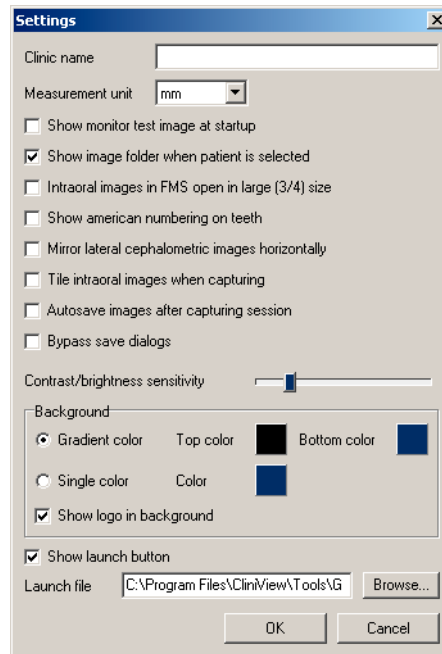 Settings
Clinic name
Measurement unit mm
Show monitor test image at startup
Show image folder when patient is selected
Intraoral images in FMS open in large (3/4) size
Show american numbering on teeth
Mirror lateral cephalometric images horizontally
Tile intraoral images when capturing
Autosave images after capturing session
Bypass save dialogs
Contrast/brightness sensitivity
Background
Gradient color Top color Bottom color
Single color Color
Show logo in background
Show launch button
Launch file C:\Program Files\CliniView\Tools\G Browse...
OK Cancel